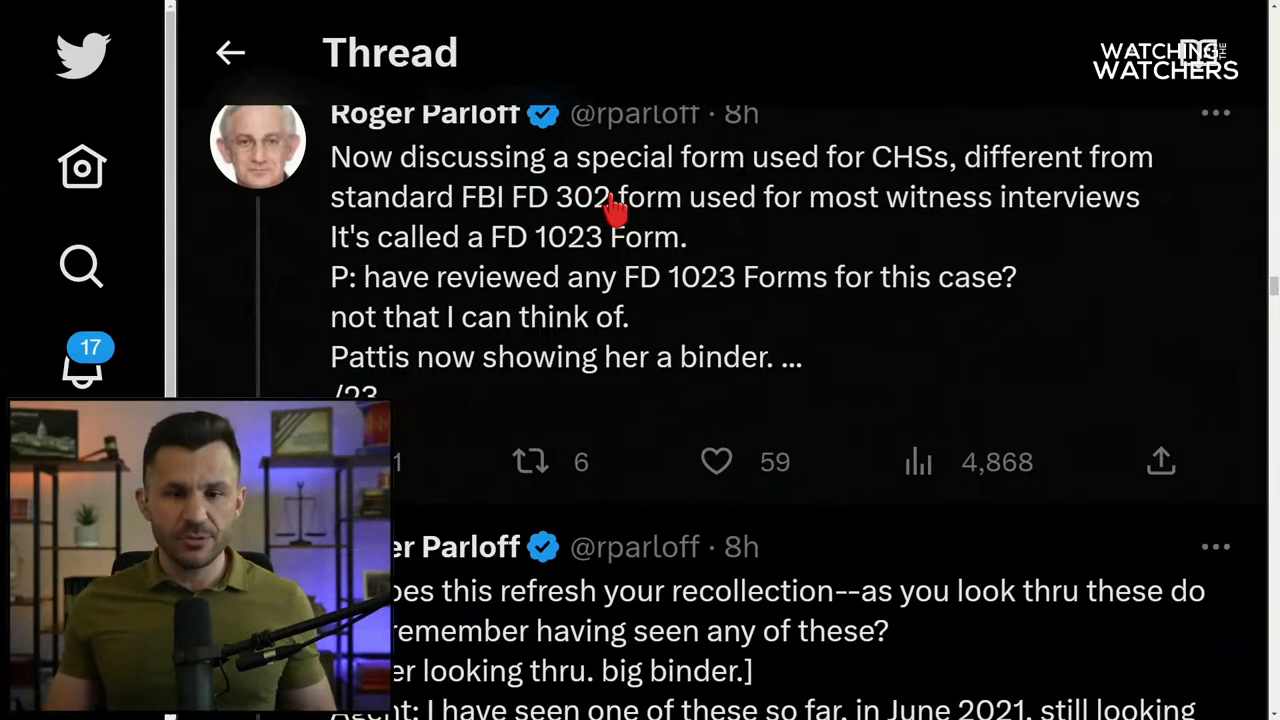 Thread
WATCHING THE
WATCHERS
Roger Parloff @rparloff · 8h
Now discussing a special form used for CHSs, different from
standard FBI FD 302 form used for most witness interviews
It's called a FD 1023 Form.
P: have reviewed any FD 1023 Forms for this case?
not that I can think of.
Pattis now showing her a binder. ...
/23
17
1 6 59 4,868
er Parloff @rparloff · 8h
oes this refresh your recollection--as you look thru these do
remember having seen any of these?
er looking thru. big binder.]
Agent: I have seen one of these so far, in June 2021, still looking